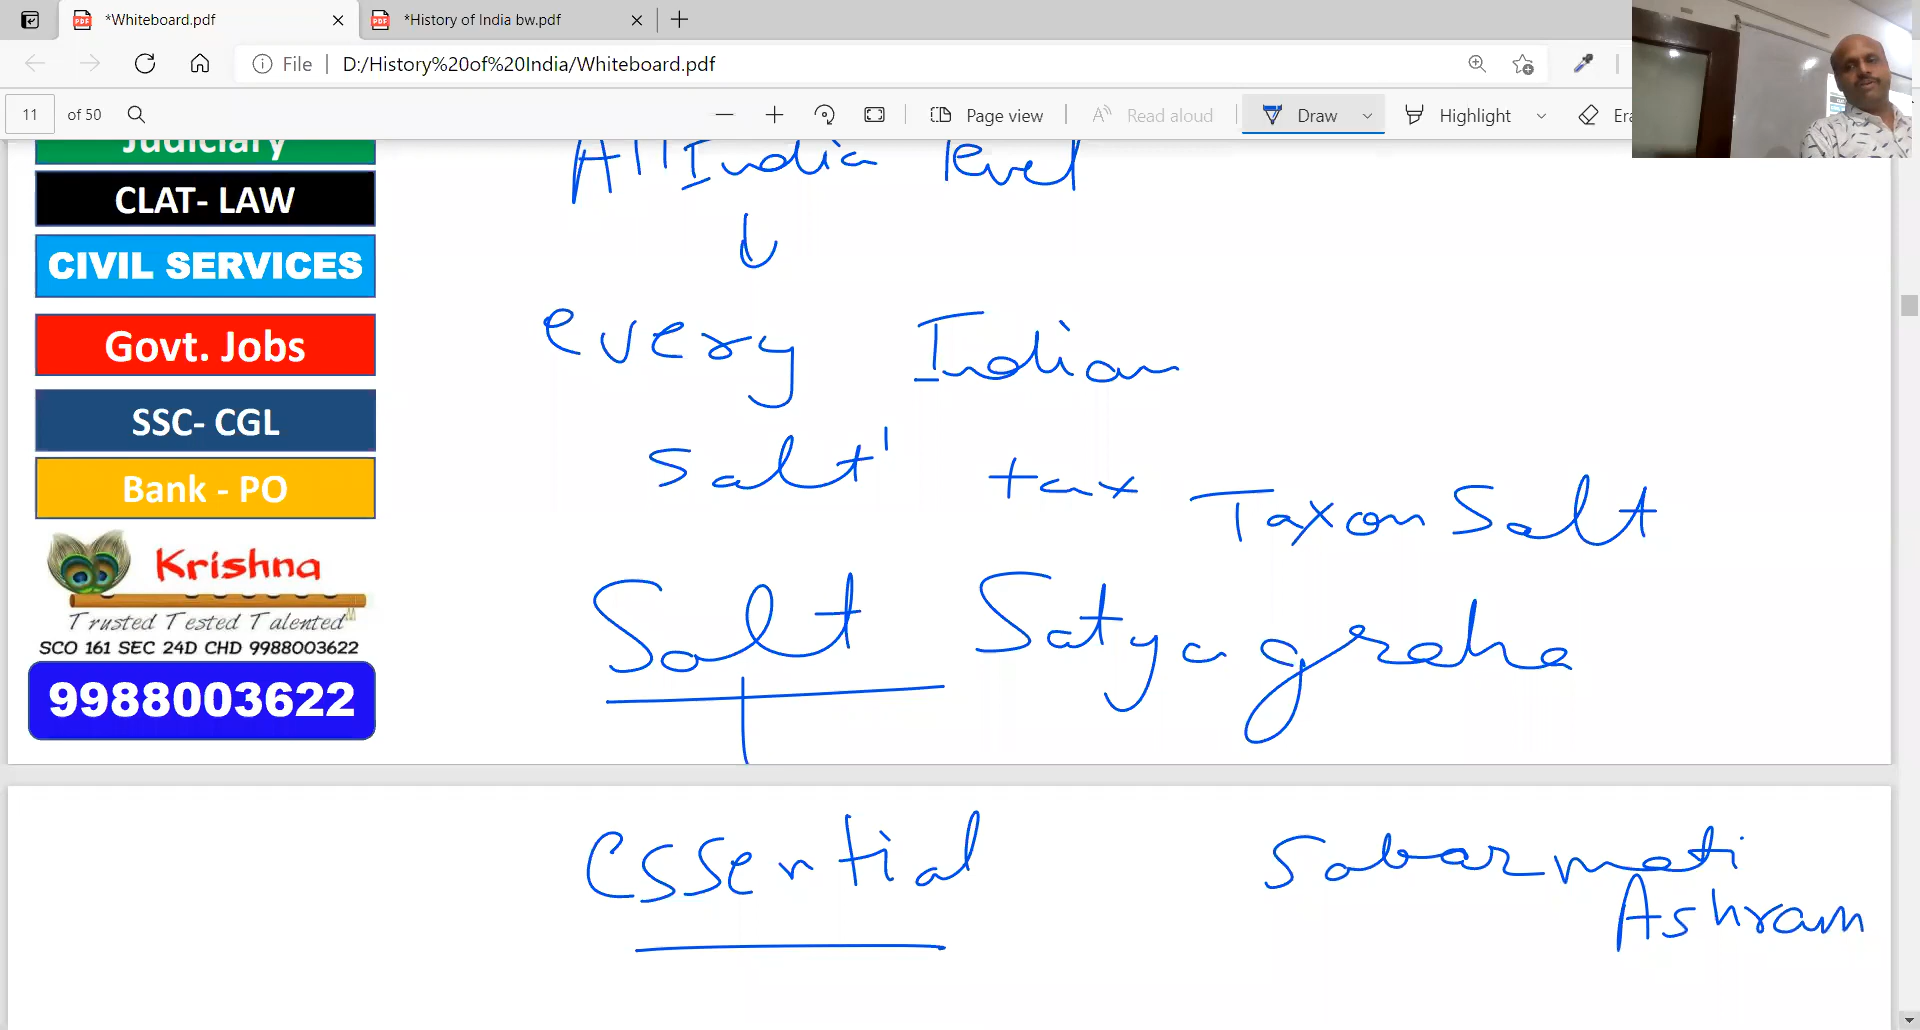 *Whiteboard.pdf
*History of India bw.pdf
File D:/History%20of%20India/Whiteboard.pdf
11 of 50
Page view
Read aloud
Draw
Highlight
Era
Judiciary
CLAT- LAW
CIVIL SERVICES
Govt. Jobs
SSC- CGL
Bank - PO
Krishna
Trusted Tested Talented
SCO 161 SEC 24D CHD 9988003622
9988003622
All India level
every Indian
Salt tax Tax on Salt
Salt Satyagraha
Essential
Sabarmati
Ashram